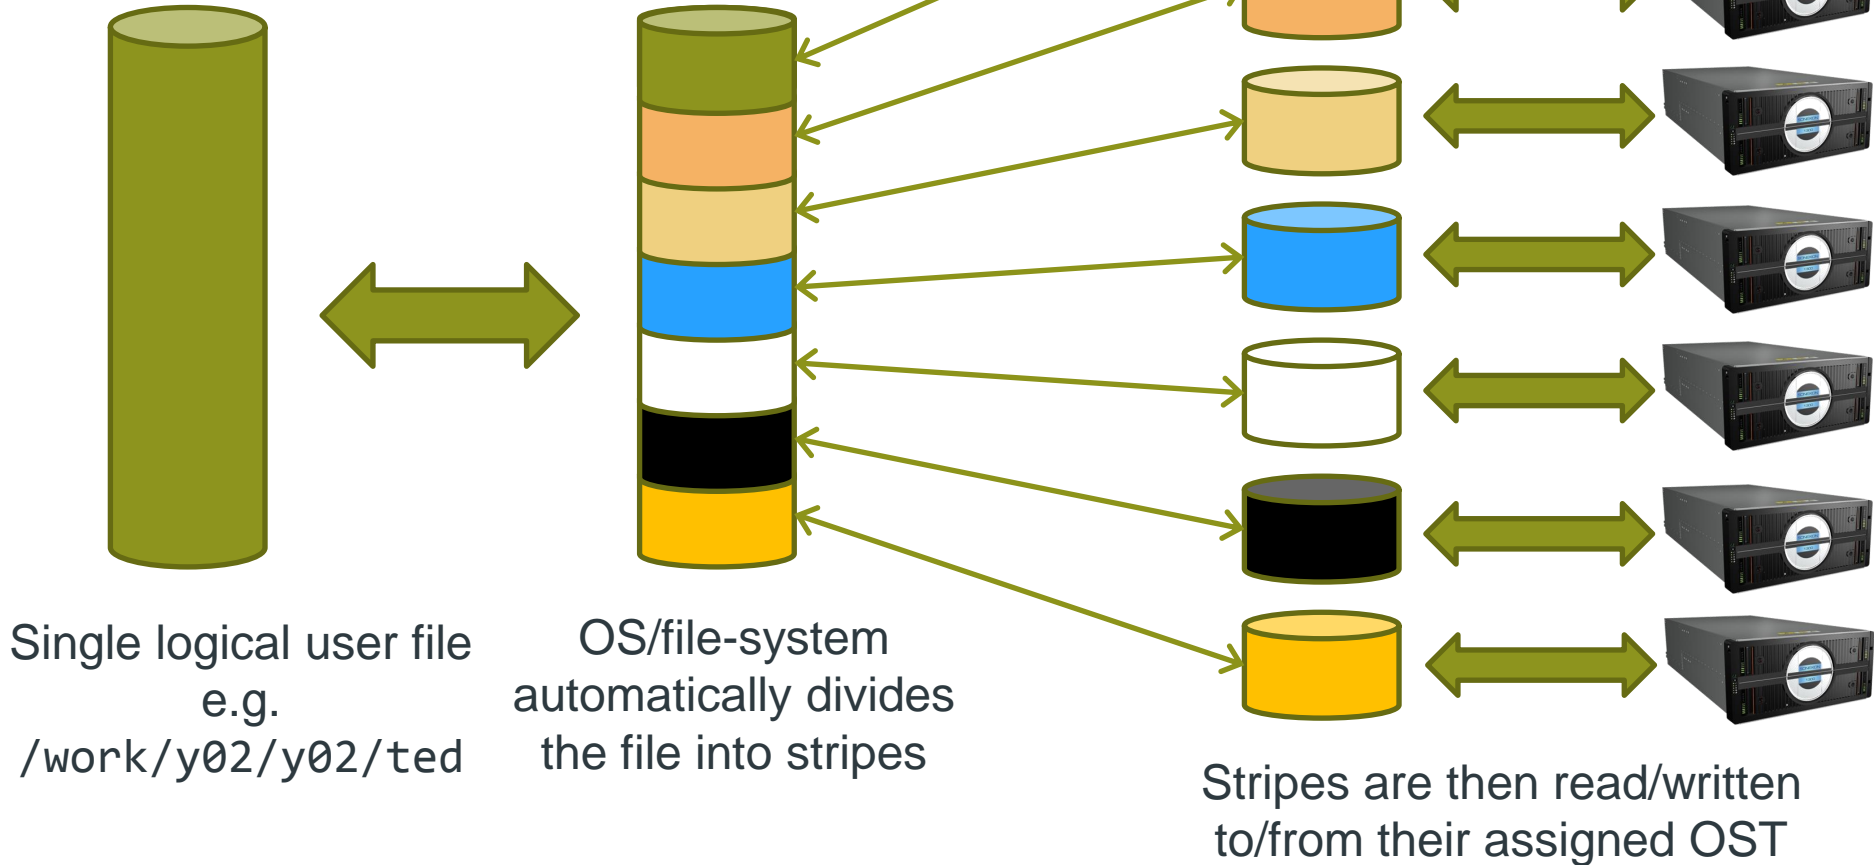 Single logical user file
e.g.
/work/y02/y02/ted
OS/file-system
automatically divides
the file into stripes
Stripes are then read/written
to/from their assigned OST